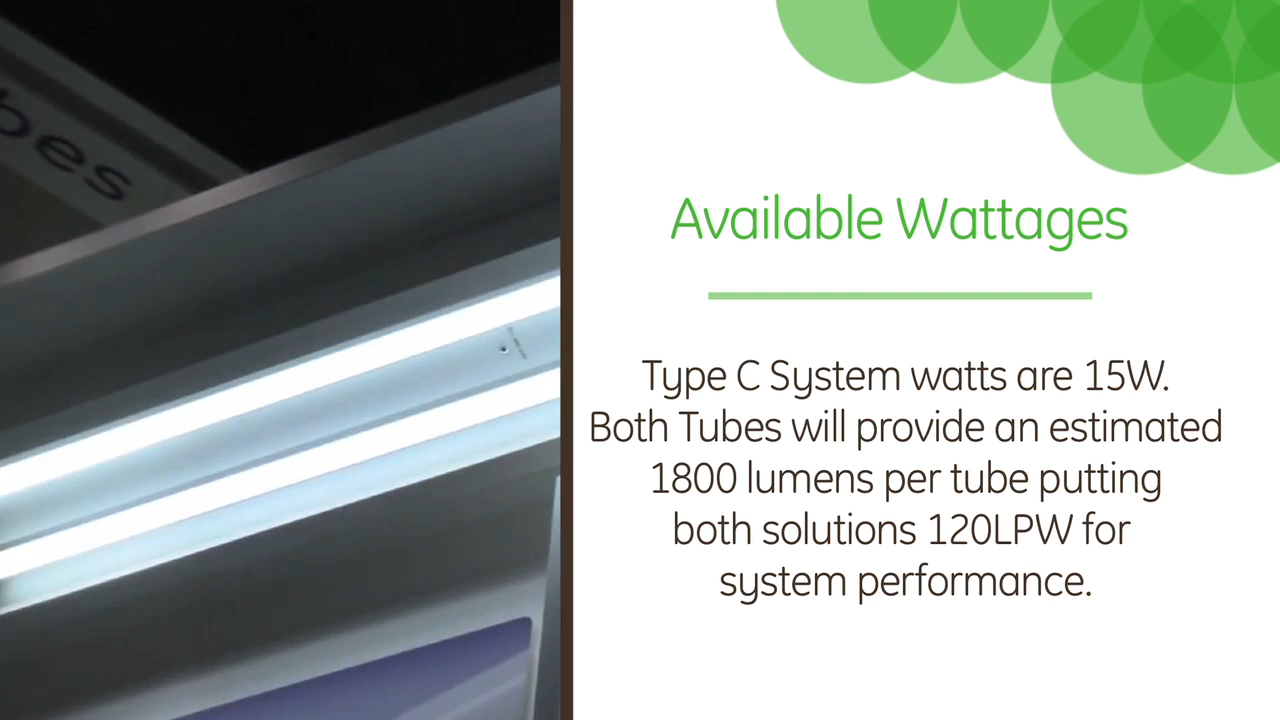 bes
Available Wattages
Type C System watts are 15W.
Both Tubes will provide an estimated
1800 lumens per tube putting
both solutions 120LPW for
system performance.